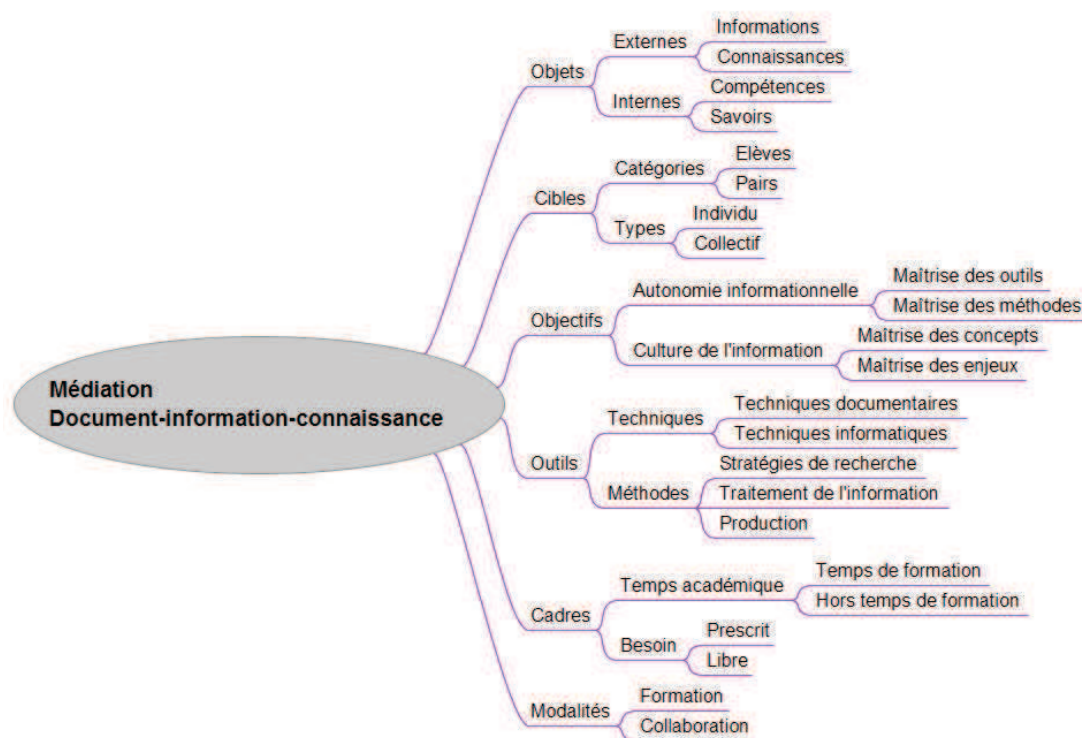 Médiation
Document-information-connaissance
Objets
Externes
Informations
Connaissances
Internes
Compétences
Savoirs
Cibles
Catégories
Elèves
Pairs
Types
Individu
Collectif
Objectifs
Autonomie informationnelle
Maîtrise des outils
Maîtrise des méthodes
Culture de l'information
Maîtrise des concepts
Maîtrise des enjeux
Outils
Techniques
Techniques documentaires
Techniques informatiques
Méthodes
Stratégies de recherche
Traitement de l'information
Production
Cadres
Temps académique
Temps de formation
Hors temps de formation
Besoin
Prescrit
Libre
Modalités
Formation
Collaboration